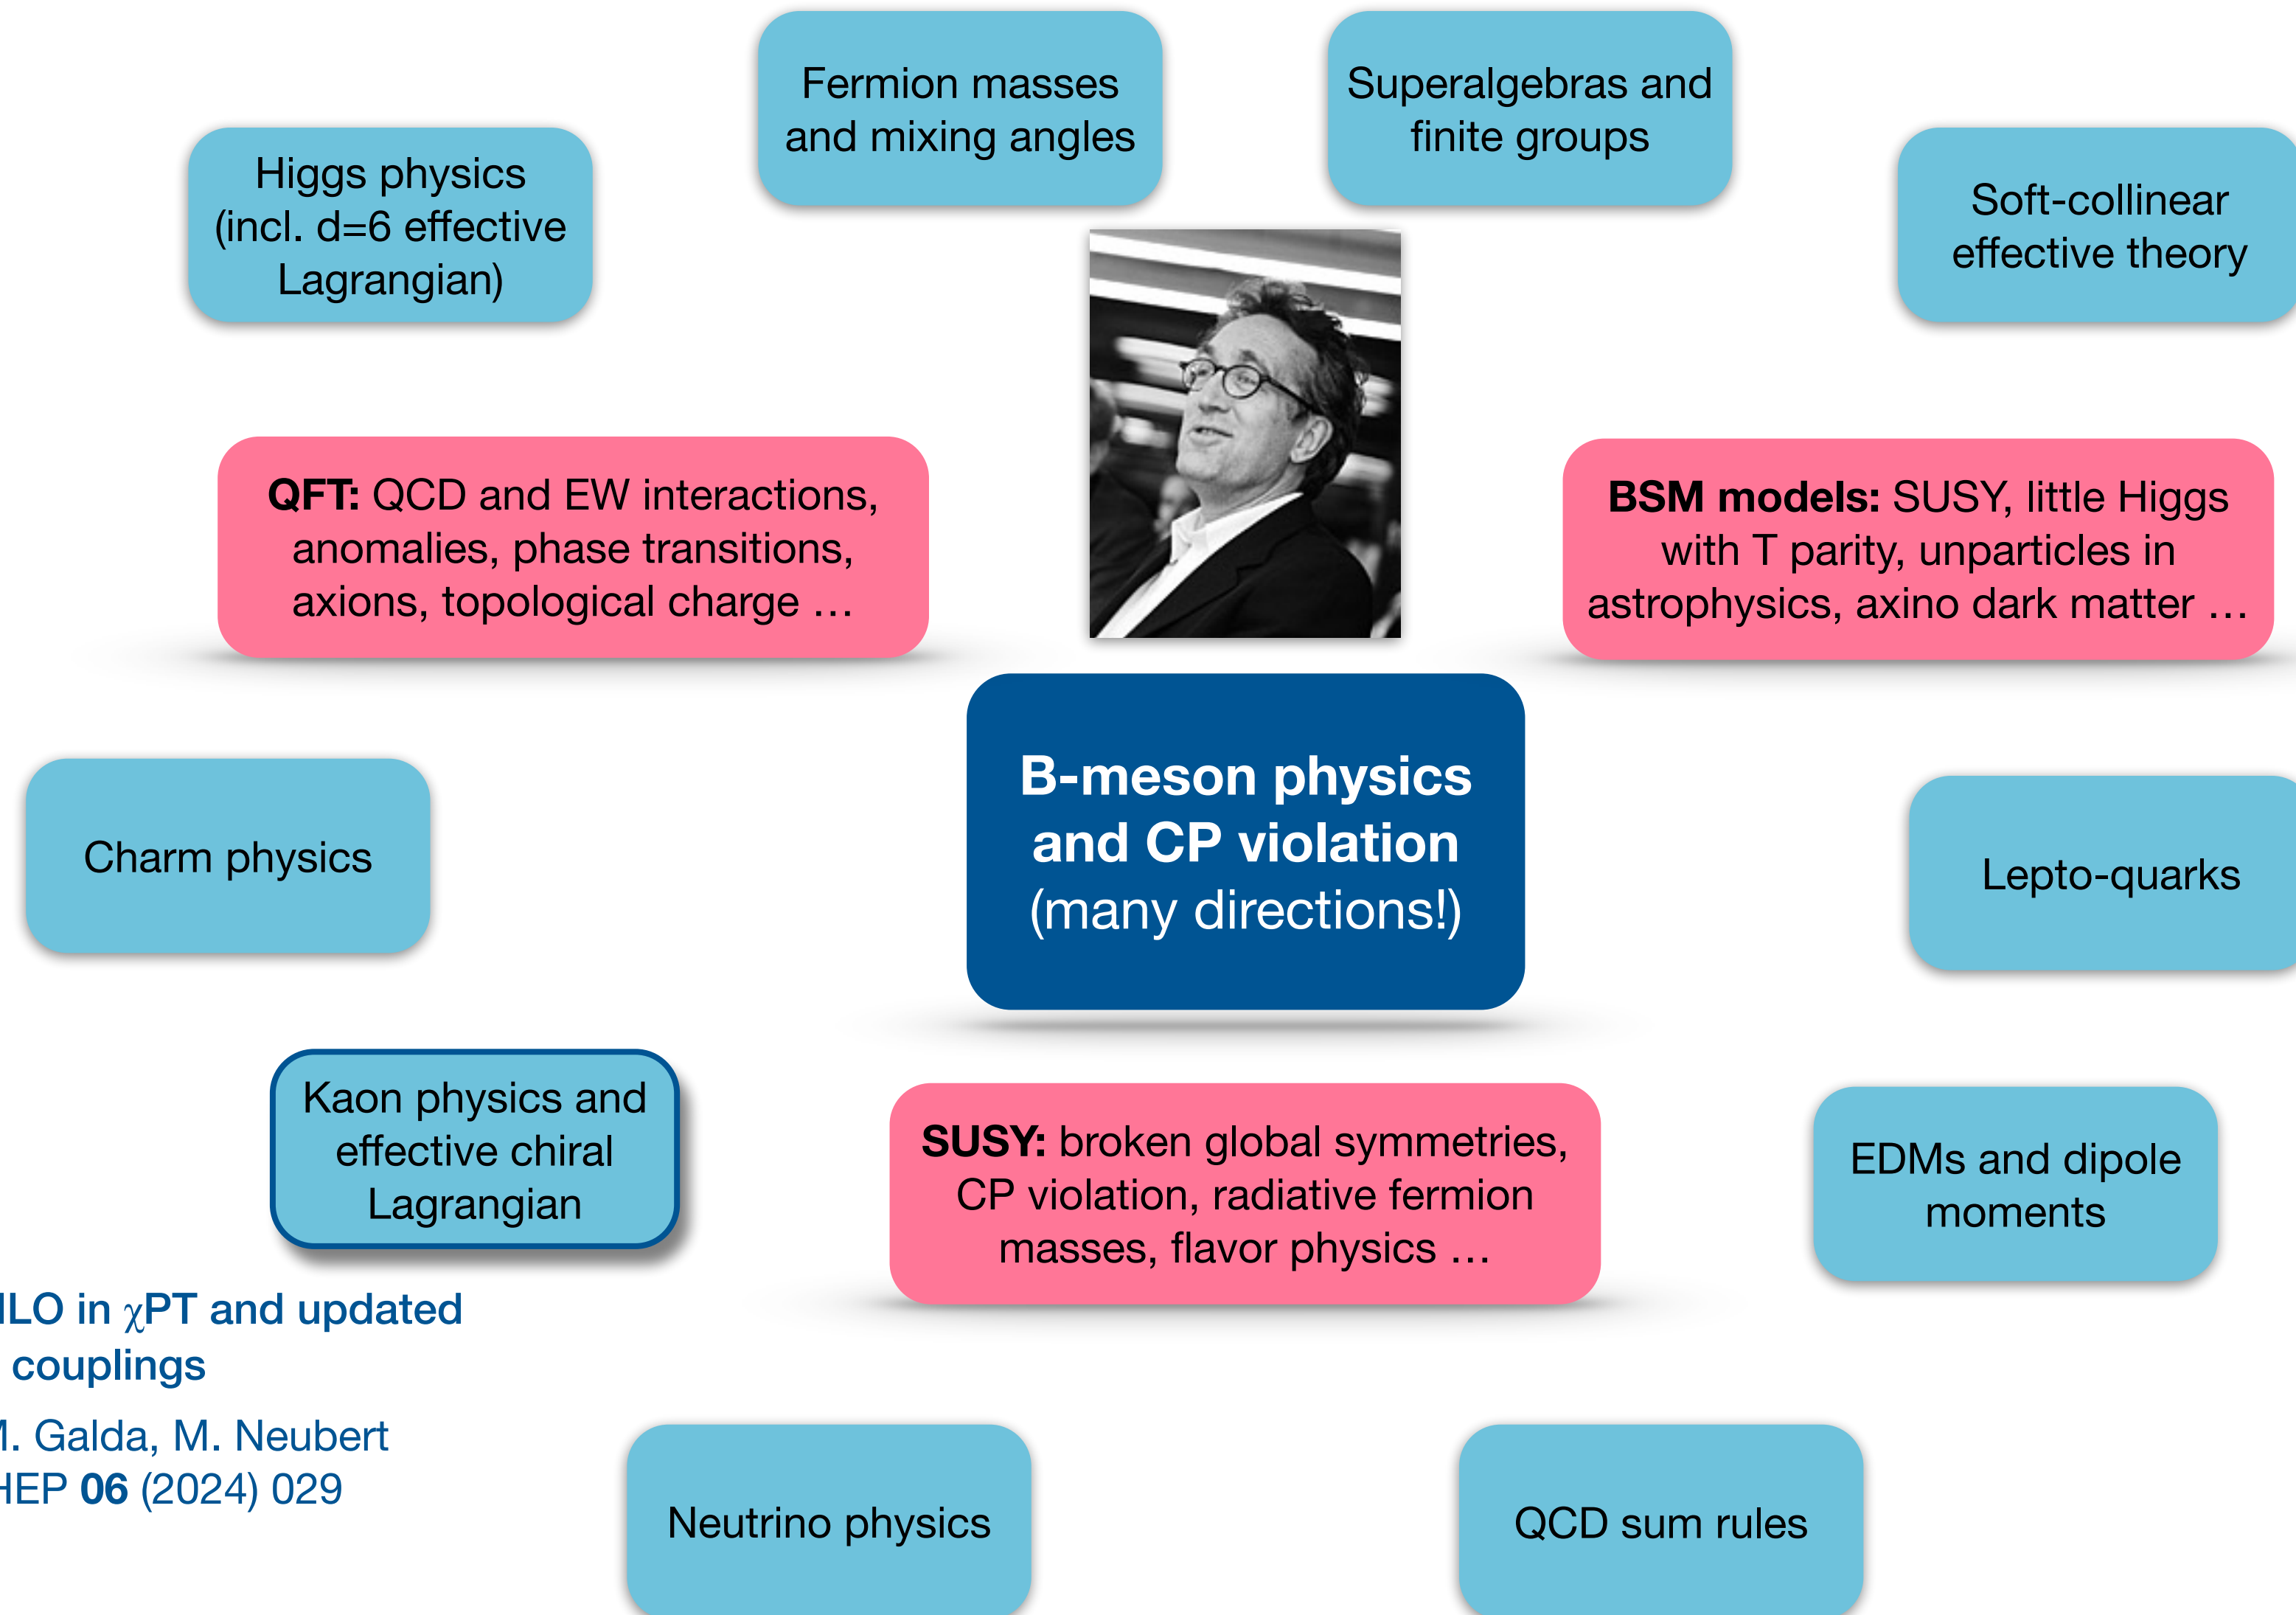 Fermion masses
and mixing angles
Superalgebras and
finite groups
Higgs physics
(incl. d=6 effective
Lagrangian)
Soft-collinear
effective theory
QFT: QCD and EW interactions,
anomalies, phase transitions,
axions, topological charge …
BSM models: SUSY, little Higgs
with T parity, unparticles in
astrophysics, axino dark matter …
B-meson physics
and CP violation
(many directions!)
Charm physics
Lepto-quarks
Kaon physics and
effective chiral
Lagrangian
SUSY: broken global symmetries,
CP violation, radiative fermion
masses, flavor physics …
EDMs and dipole
moments
in χPT and updated
couplings
Galda, M. Neubert
06 (2024) 029
Neutrino physics
QCD sum rules